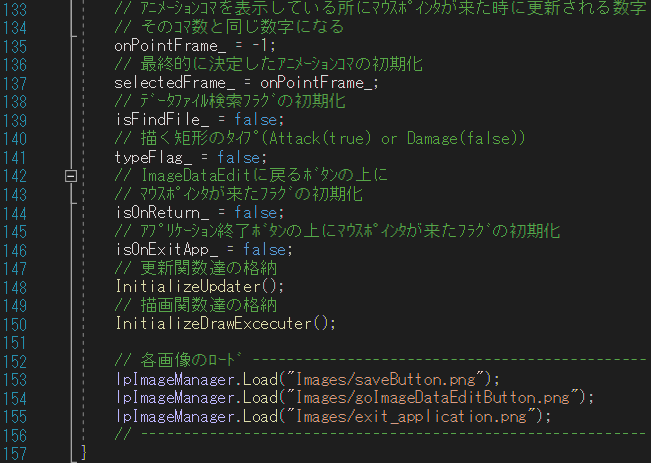 133 // ｱﾆﾒｰｼｮﾝｺﾏを表示している所にﾏｳｽﾎﾟｲﾝﾀが来た時に更新される数字
134 // そのｺﾏ数と同じ数字になる
135 onPointFrame_ = -1;
136 // 最終的に決定したｱﾆﾒｰｼｮﾝｺﾏの初期化
137 selectedFrame_ = onPointFrame_;
138 // ﾃﾞｰﾀﾌｧｲﾙ検索ﾌﾗｸﾞの初期化
139 isFindFile_ = false;
140 // 描く矩形のﾀｲﾌﾟ(Attack(true) or Damage(false))
141 typeFlag_ = false;
142 // ImageDataEditに戻るﾎﾞﾀﾝの上に
143 // ﾏｳｽﾎﾟｲﾝﾀが来たﾌﾗｸﾞの初期化
144 isOnReturn_ = false;
145 // ｱﾌﾟﾘｹｰｼｮﾝ終了ﾎﾞﾀﾝの上にﾏｳｽﾎﾟｲﾝﾀが来たﾌﾗｸﾞの初期化
146 isOnExitApp_ = false;
147 // 更新関数達の格納
148 InitializeUpdater();
149 // 描画関数達の格納
150 InitializeDrawExcecuter();
151
152 // 各画像のﾛｰﾄﾞ ---------------------------------------------
153 lpImageManager.Load("Images/saveButton.png");
154 lpImageManager.Load("Images/goImageDataEditButton.png");
155 lpImageManager.Load("Images/exit_application.png");
156 // ----------------------------------------------------------
157 }